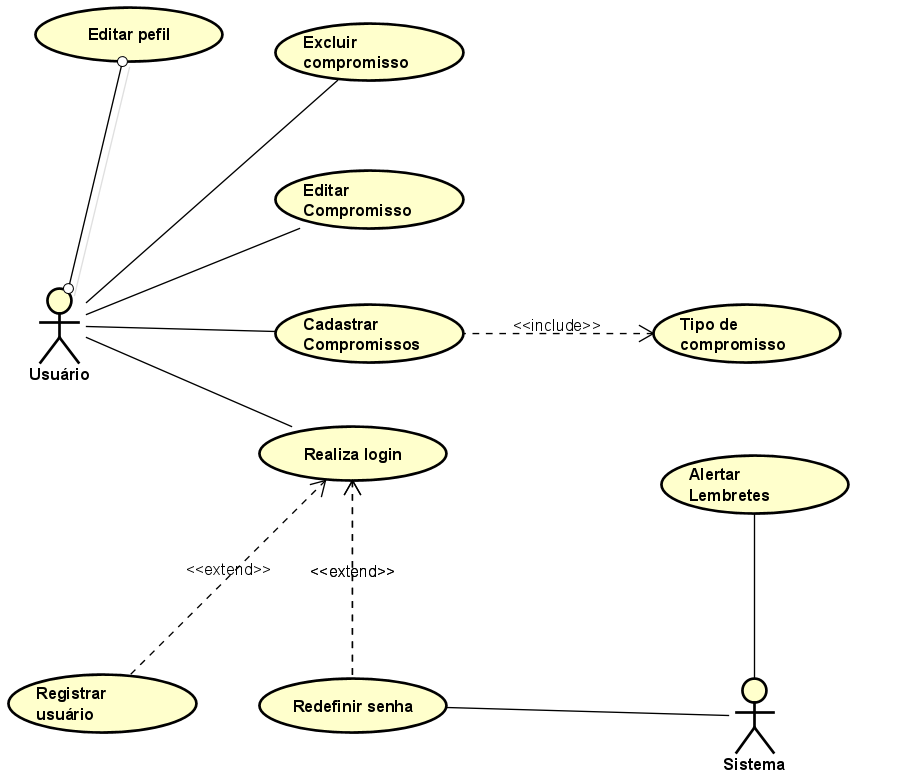 Editar pefil
Excluir
compromisso
Editar
Compromisso
Cadastrar
Compromissos
<<include>>
Tipo de
compromisso
Usuário
Realiza login
Alertar
Lembretes
<<extend>>
<<extend>>
Registrar
usuário
Redefinir senha
Sistema